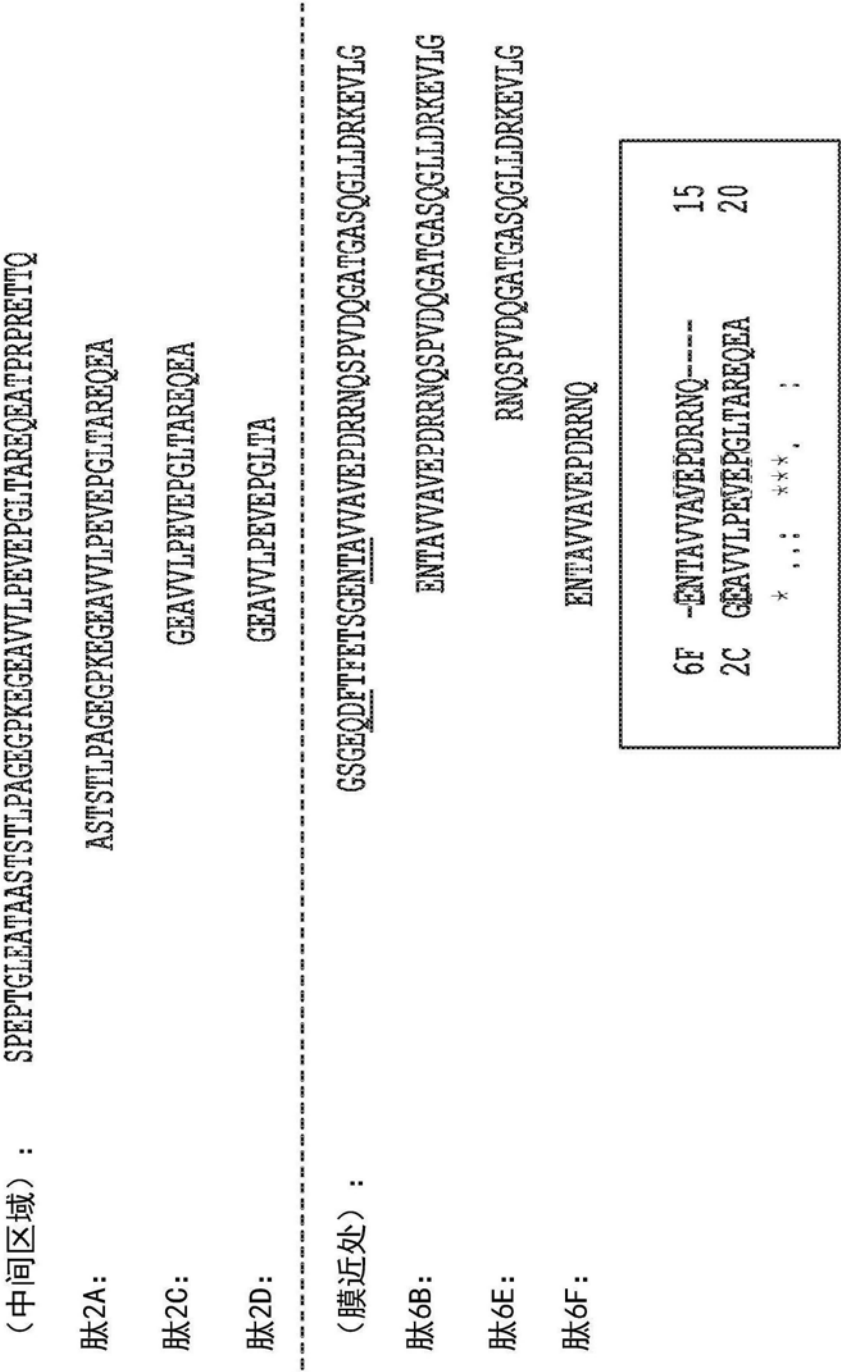 (中间区域): SPEPTGLEATAASTSTLPAGEGPKEGEAVVLPEVEPGLTAREQEATPRPRETTQ
肽2A: ASTSTLPAGEGPKEGEAVVLPEVEPGLTAREQEA
肽2C: GEAVVLPEVEPGLTAREQEA
肽2D: GEAVVLPEVEPGLTA
(膜近处): GSGEQDFTFETSGENTAVVAVEPDRRNQSPVDQGATGASQGLLDRKEVLG
肽6B: ENTAVVAVEPDRRNQSPVDQGATGASQGLLDRKEVLG
肽6E: RNQSPVDQGATGASQGLLDRKEVLG
肽6F: ENTAVVAVEPDRRNQ
6F -ENTAVVAVEPDRRNQ----- 15
2C GEAVVLPEVEPGLTAREQEA 20
* .:: ***. :